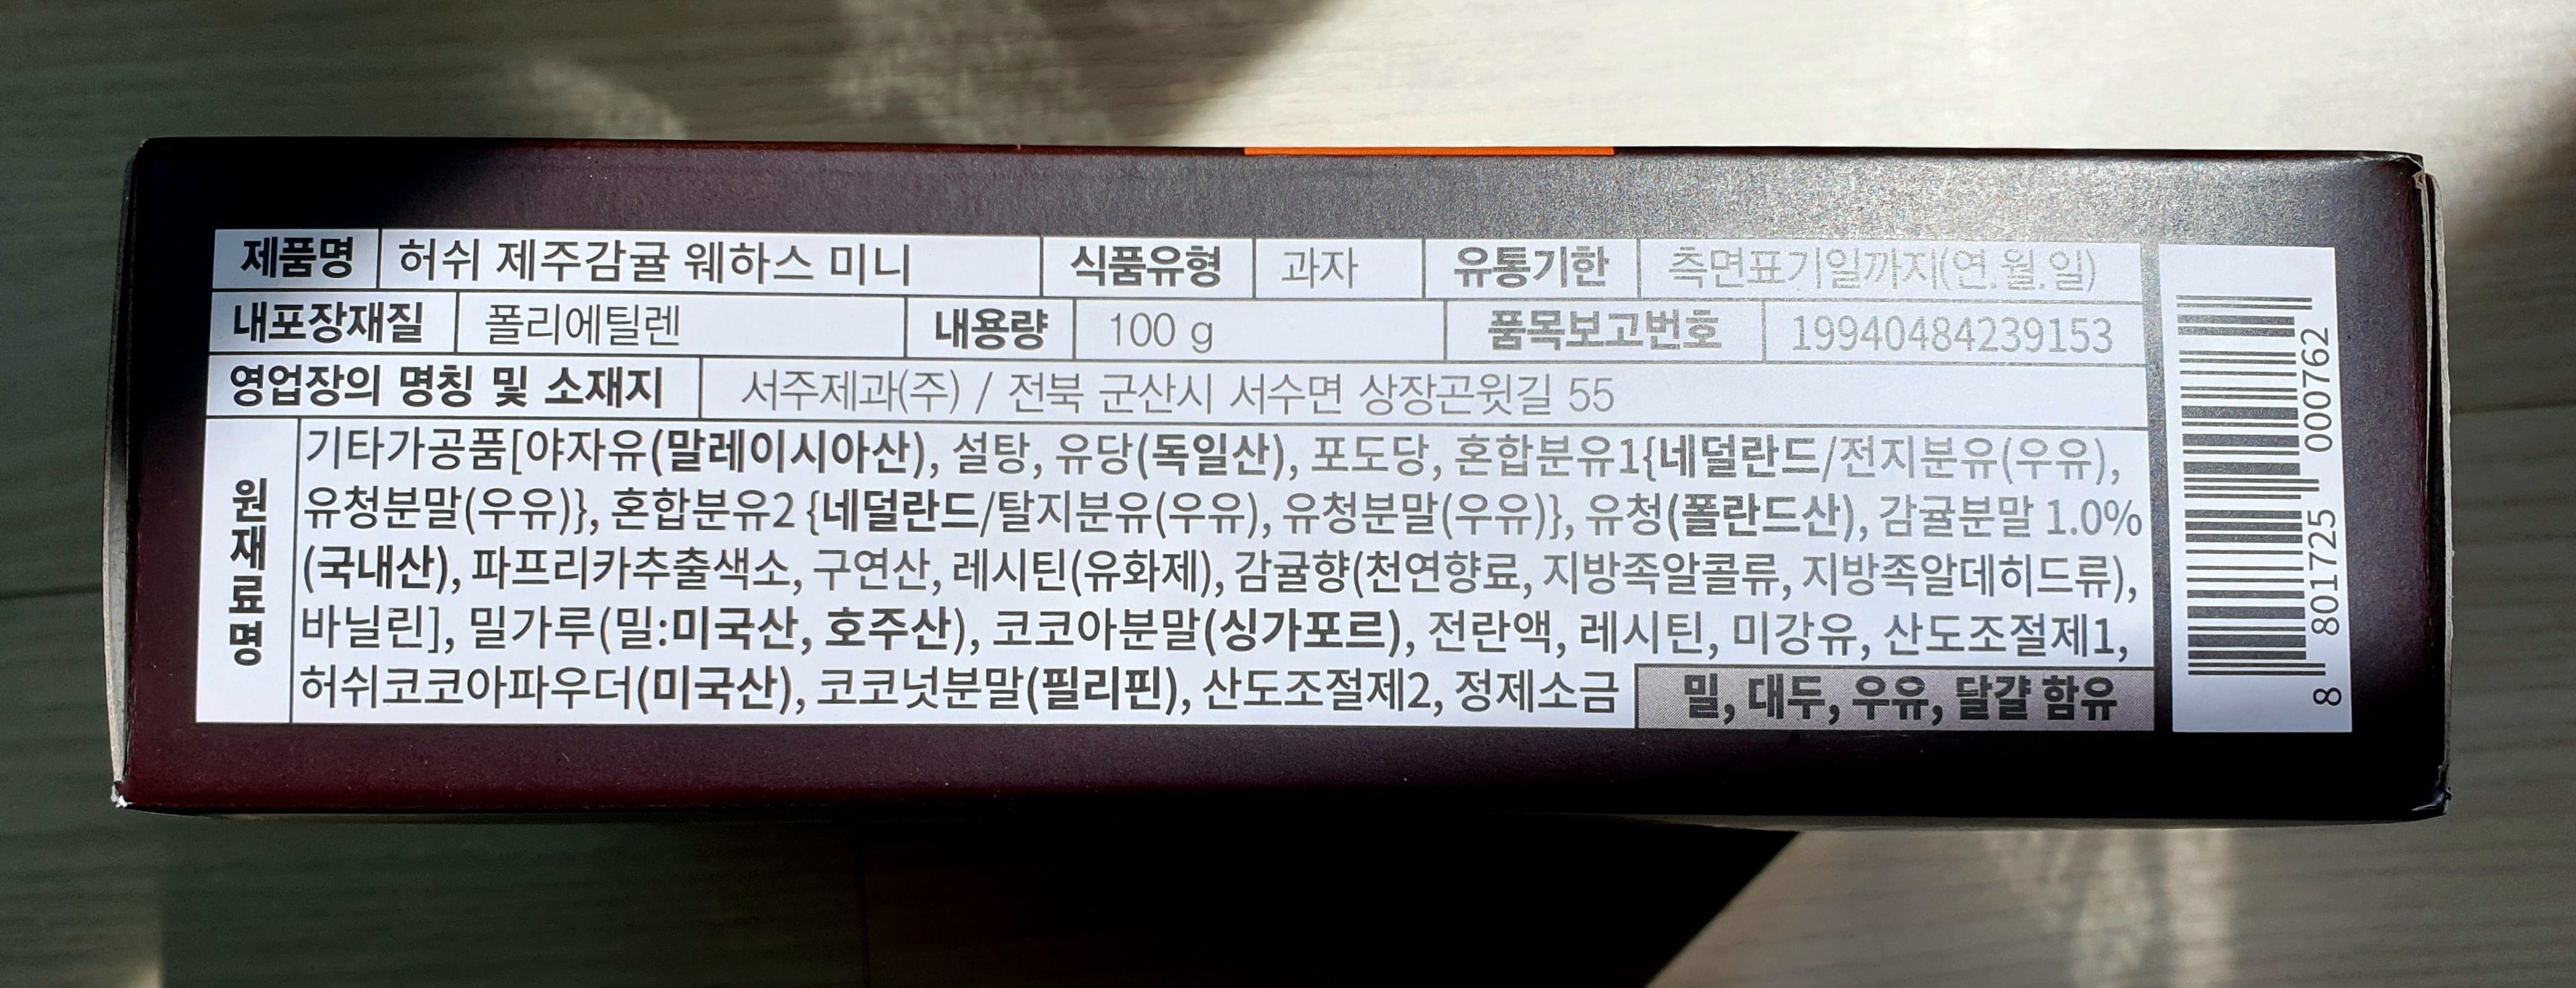 제품명 허쉬 제주감귤 웨하스 미니 식품유형 과자 유통기한 측면표기일까지(연.월.일)
내포장재질 폴리에틸렌 내용량 100 g 품목보고번호 19940484239153
영업장의 명칭 및 소재지 서주제과(주) / 전북 군산시 서수면 상장곤윗길 55
원재료명
기타가공품[야자유(말레이시아산), 설탕, 유당(독일산), 포도당, 혼합분유1{네덜란드/전지분유(우유),
유청분말(우유)}, 혼합분유2 {네덜란드/탈지분유(우유), 유청분말(우유)}, 유청(폴란드산), 감귤분말 1.0%
(국내산), 파프리카추출색소, 구연산, 레시틴(유화제), 감귤향(천연향료, 지방족알콜류, 지방족알데히드류),
바닐린], 밀가루(밀:미국산, 호주산), 코코아분말(싱가포르), 전란액, 레시틴, 미강유, 산도조절제1,
허쉬코코아파우더(미국산), 코코넛분말(필리핀), 산도조절제2, 정제소금
밀, 대두, 우유, 달걀 함유
8 801725 000762